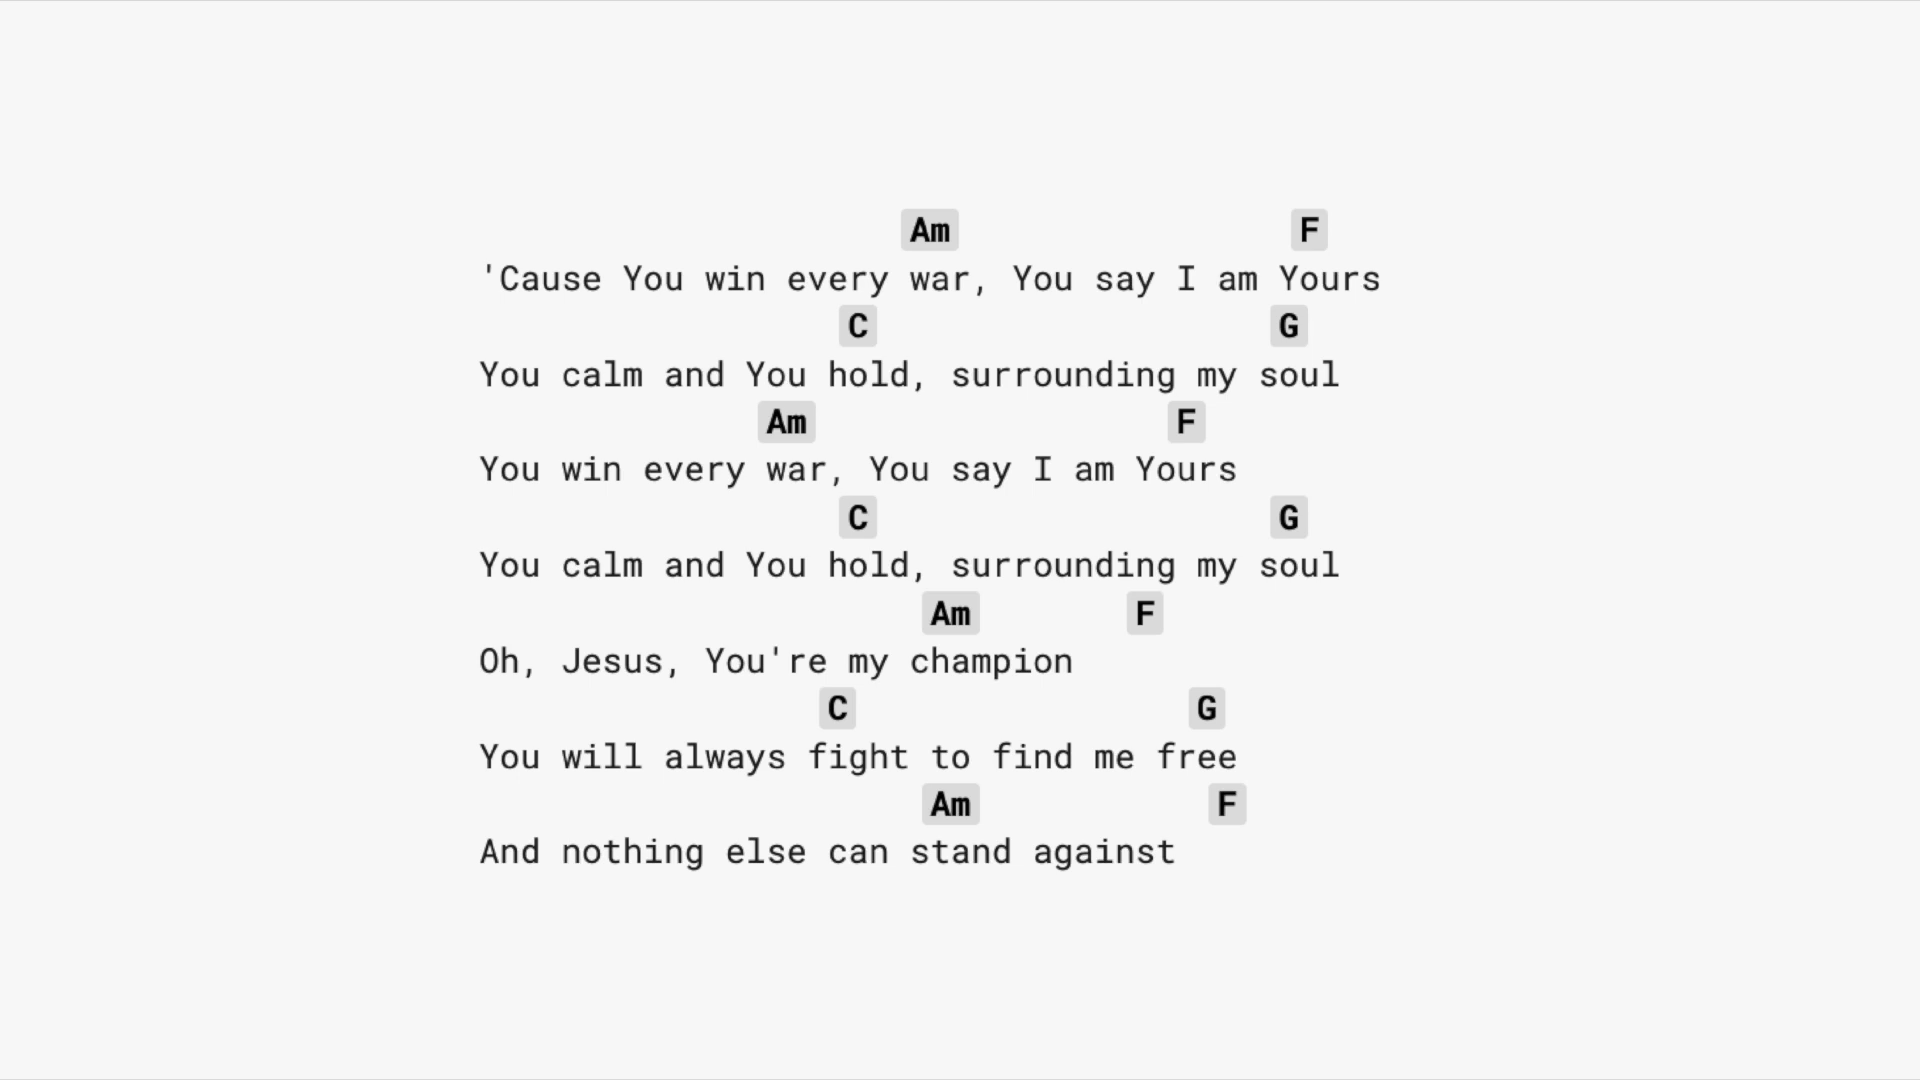 Am F
'Cause You win every war, You say I am Yours
C G
You calm and You hold, surrounding my soul
Am F
You win every war, You say I am Yours
C G
You calm and You hold, surrounding my soul
Am F
Oh, Jesus, You're my champion
C G
You will always fight to find me free
Am F
And nothing else can stand against